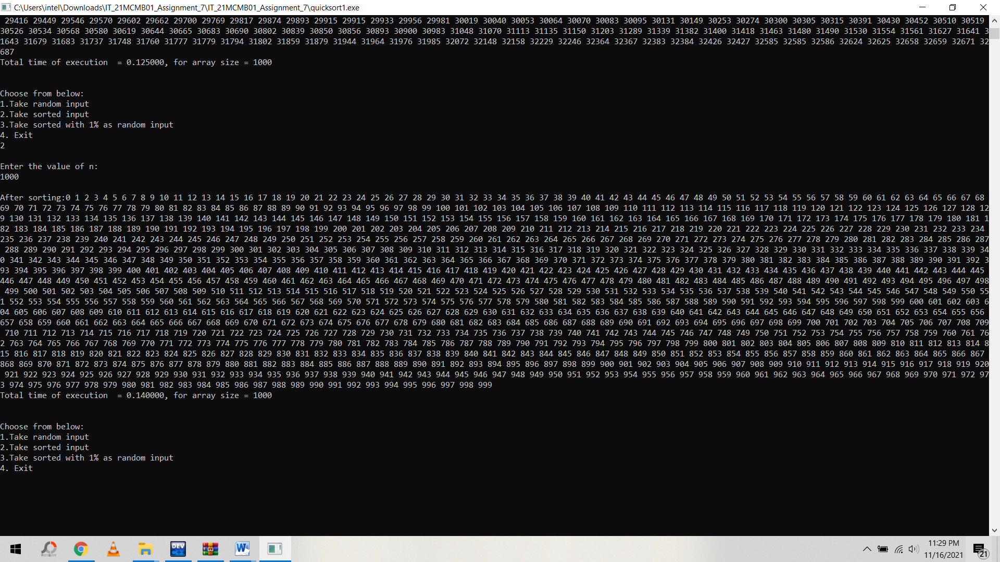 C:\Users\intel\Downloads\IT_21MCMB01_Assignment_7\IT_21MCMB01_Assignment_7\quicksort1.exe
29416 29449 29546 29570 29602 29662 29700 29769 29817 29874 29893 29915 29915 29933 29956 29981 30019 30040 30053 30064 30070 30083 30095 30131 30149 30253 30274 30300 30305 30315 30391 30430 30452 30510 30519
30526 30534 30568 30580 30619 30644 30665 30683 30690 30802 30839 30850 30856 30893 30900 30983 31048 31070 31113 31135 31150 31203 31289 31339 31382 31400 31418 31463 31480 31490 31530 31554 31561 31627 31641 3
1643 31679 31683 31737 31748 31760 31777 31779 31794 31802 31859 31879 31944 31964 31976 31985 32072 32148 32158 32229 32246 32364 32367 32383 32384 32426 32427 32585 32585 32586 32624 32625 32658 32659 32671 32
687
Total time of execution  = 0.125000, for array size = 1000
Choose from below:
1.Take random input
2.Take sorted input
3.Take sorted with 1% as random input
4. Exit
2
Enter the value of n:
1000
After sorting:0 1 2 3 4 5 6 7 8 9 10 11 12 13 14 15 16 17 18 19 20 21 22 23 24 25 26 27 28 29 30 31 32 33 34 35 36 37 38 39 40 41 42 43 44 45 46 47 48 49 50 51 52 53 54 55 56 57 58 59 60 61 62 63 64 65 66 67 68
69 70 71 72 73 74 75 76 77 78 79 80 81 82 83 84 85 86 87 88 89 90 91 92 93 94 95 96 97 98 99 100 101 102 103 104 105 106 107 108 109 110 111 112 113 114 115 116 117 118 119 120 121 122 123 124 125 126 127 128 12
9 130 131 132 133 134 135 136 137 138 139 140 141 142 143 144 145 146 147 148 149 150 151 152 153 154 155 156 157 158 159 160 161 162 163 164 165 166 167 168 169 170 171 172 173 174 175 176 177 178 179 180 181 1
82 183 184 185 186 187 188 189 190 191 192 193 194 195 196 197 198 199 200 201 202 203 204 205 206 207 208 209 210 211 212 213 214 215 216 217 218 219 220 221 222 223 224 225 226 227 228 229 230 231 232 233 234
235 236 237 238 239 240 241 242 243 244 245 246 247 248 249 250 251 252 253 254 255 256 257 258 259 260 261 262 263 264 265 266 267 268 269 270 271 272 273 274 275 276 277 278 279 280 281 282 283 284 285 286 287
288 289 290 291 292 293 294 295 296 297 298 299 300 301 302 303 304 305 306 307 308 309 310 311 312 313 314 315 316 317 318 319 320 321 322 323 324 325 326 327 328 329 330 331 332 333 334 335 336 337 338 339 34
0 341 342 343 344 345 346 347 348 349 350 351 352 353 354 355 356 357 358 359 360 361 362 363 364 365 366 367 368 369 370 371 372 373 374 375 376 377 378 379 380 381 382 383 384 385 386 387 388 389 390 391 392 3
93 394 395 396 397 398 399 400 401 402 403 404 405 406 407 408 409 410 411 412 413 414 415 416 417 418 419 420 421 422 423 424 425 426 427 428 429 430 431 432 433 434 435 436 437 438 439 440 441 442 443 444 445
446 447 448 449 450 451 452 453 454 455 456 457 458 459 460 461 462 463 464 465 466 467 468 469 470 471 472 473 474 475 476 477 478 479 480 481 482 483 484 485 486 487 488 489 490 491 492 493 494 495 496 497 498
499 500 501 502 503 504 505 506 507 508 509 510 511 512 513 514 515 516 517 518 519 520 521 522 523 524 525 526 527 528 529 530 531 532 533 534 535 536 537 538 539 540 541 542 543 544 545 546 547 548 549 550 55
1 552 553 554 555 556 557 558 559 560 561 562 563 564 565 566 567 568 569 570 571 572 573 574 575 576 577 578 579 580 581 582 583 584 585 586 587 588 589 590 591 592 593 594 595 596 597 598 599 600 601 602 603 6
04 605 606 607 608 609 610 611 612 613 614 615 616 617 618 619 620 621 622 623 624 625 626 627 628 629 630 631 632 633 634 635 636 637 638 639 640 641 642 643 644 645 646 647 648 649 650 651 652 653 654 655 656
657 658 659 660 661 662 663 664 665 666 667 668 669 670 671 672 673 674 675 676 677 678 679 680 681 682 683 684 685 686 687 688 689 690 691 692 693 694 695 696 697 698 699 700 701 702 703 704 705 706 707 708 709
710 711 712 713 714 715 716 717 718 719 720 721 722 723 724 725 726 727 728 729 730 731 732 733 734 735 736 737 738 739 740 741 742 743 744 745 746 747 748 749 750 751 752 753 754 755 756 757 758 759 760 761 76
2 763 764 765 766 767 768 769 770 771 772 773 774 775 776 777 778 779 780 781 782 783 784 785 786 787 788 789 790 791 792 793 794 795 796 797 798 799 800 801 802 803 804 805 806 807 808 809 810 811 812 813 814 8
15 816 817 818 819 820 821 822 823 824 825 826 827 828 829 830 831 832 833 834 835 836 837 838 839 840 841 842 843 844 845 846 847 848 849 850 851 852 853 854 855 856 857 858 859 860 861 862 863 864 865 866 867
868 869 870 871 872 873 874 875 876 877 878 879 880 881 882 883 884 885 886 887 888 889 890 891 892 893 894 895 896 897 898 899 900 901 902 903 904 905 906 907 908 909 910 911 912 913 914 915 916 917 918 919 920
921 922 923 924 925 926 927 928 929 930 931 932 933 934 935 936 937 938 939 940 941 942 943 944 945 946 947 948 949 950 951 952 953 954 955 956 957 958 959 960 961 962 963 964 965 966 967 968 969 970 971 972 97
3 974 975 976 977 978 979 980 981 982 983 984 985 986 987 988 989 990 991 992 993 994 995 996 997 998 999
Total time of execution  = 0.140000, for array size = 1000
Choose from below:
1.Take random input
2.Take sorted input
3.Take sorted with 1% as random input
4. Exit
DEV
C++
W
11:29 PM
11/16/2021
21